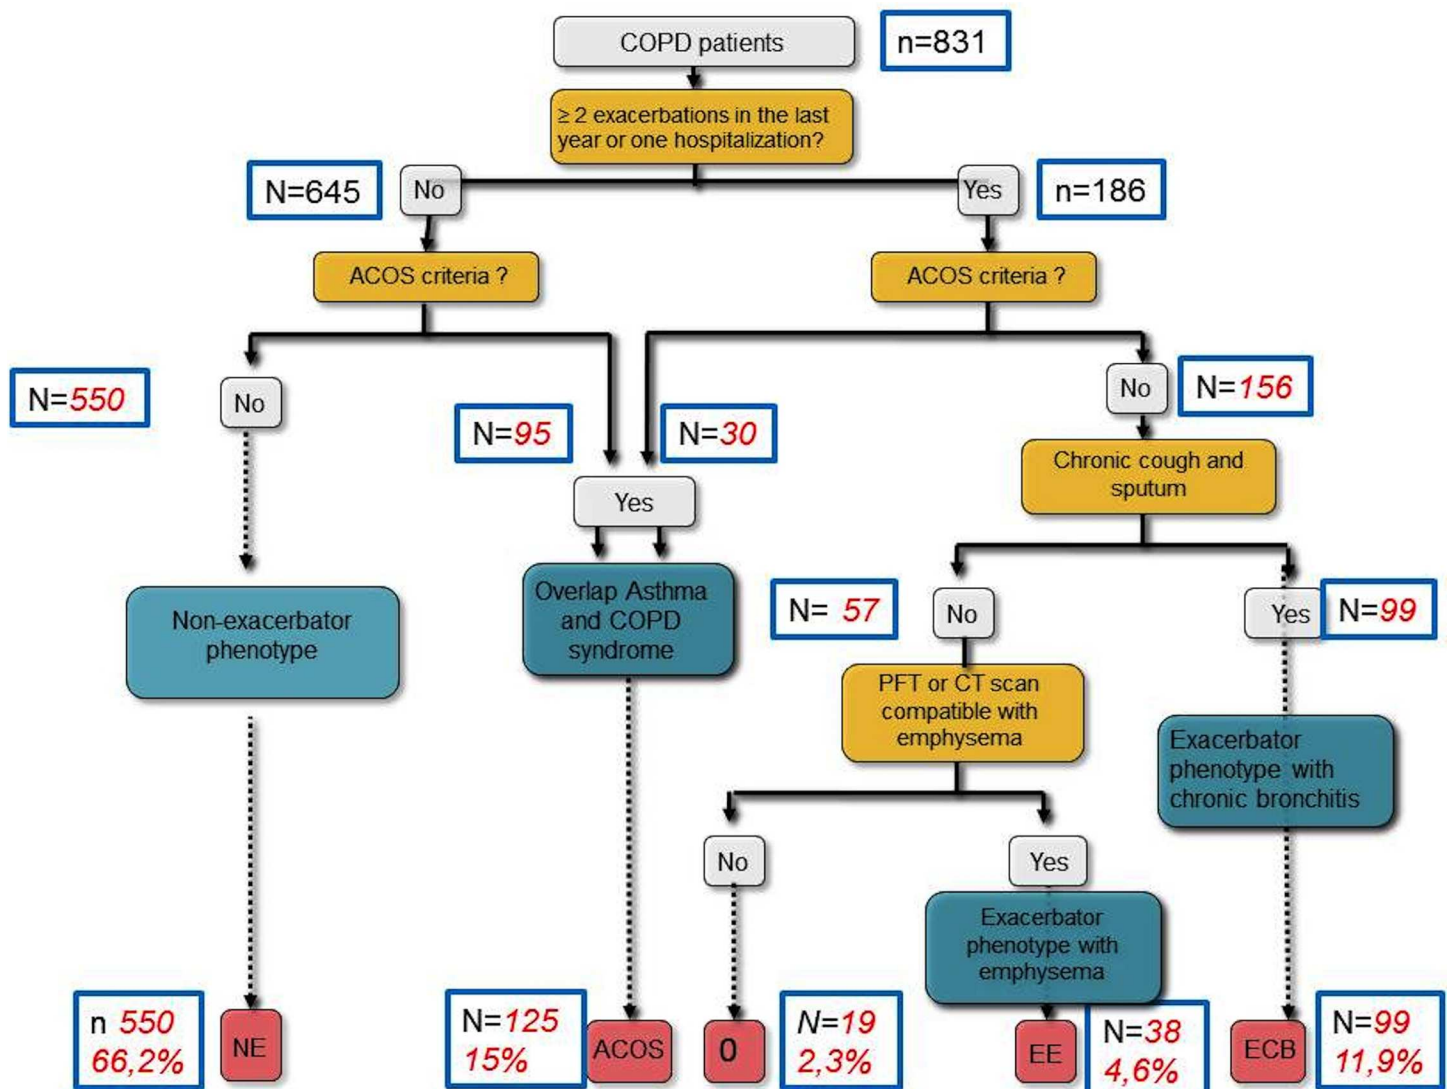 COPD patients
n=831
≥ 2 exacerbations in the last
year or one hospitalization?
N=645
No
Yes
n=186
ACOS criteria ?
ACOS criteria ?
N=550
No
N=95
N=30
No
N=156
Yes
Chronic cough and
sputum
Non-exacerbator
phenotype
Overlap Asthma
and COPD
syndrome
N= 57
No
Yes
N=99
PFT or CT scan
compatible with
emphysema
Exacerbator
phenotype with
chronic bronchitis
No
Yes
Exacerbator
phenotype with
emphysema
n 550
66,2%
NE
N=125
15%
ACOS
0
N=19
2,3%
EE
N=38
4,6%
ECB
N=99
11,9%